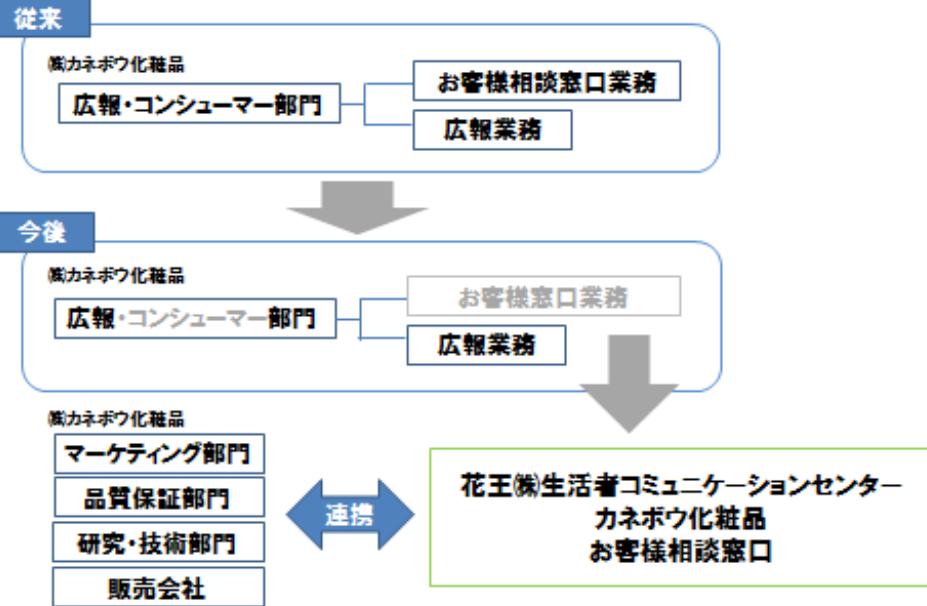 従来
㈱カネボウ化粧品
広報・コンシューマー部門
お客様相談窓口業務
広報業務
今後
㈱カネボウ化粧品
広報・コンシューマー部門
お客様窓口業務
広報業務
㈱カネボウ化粧品
マーケティング部門
品質保証部門
研究・技術部門
販売会社
連携
花王㈱生活者コミュニケーションセンター
カネボウ化粧品
お客様相談窓口